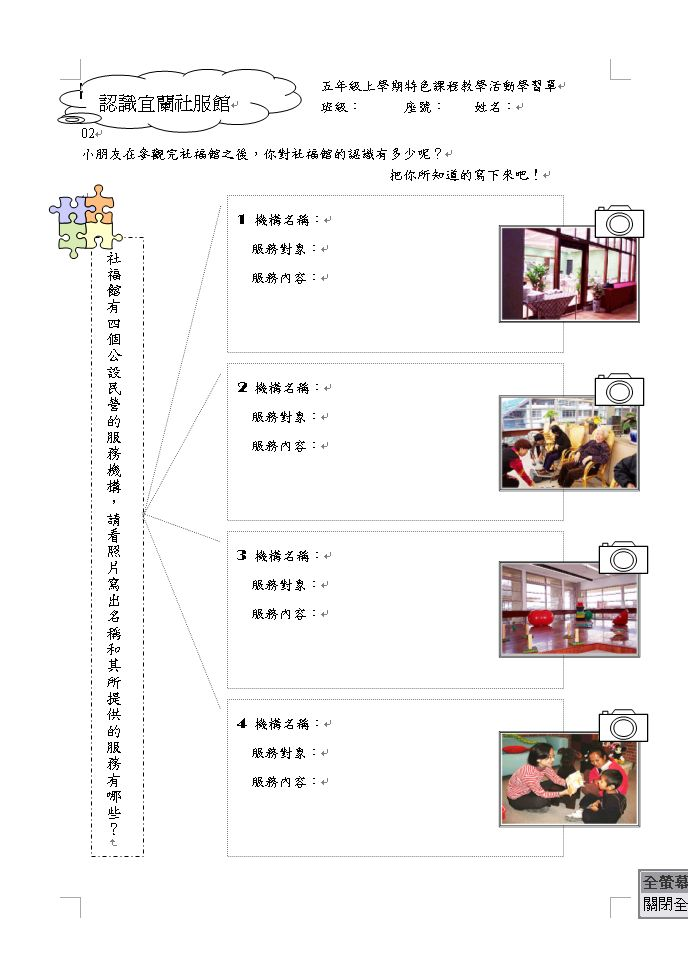 認識宜蘭社服館
五年級上學期特色課程教學活動學習單
班級： 座號： 姓名：
02
小朋友在參觀完社福館之後，你對社福館的認識有多少呢？
把你所知道的寫下來吧！
社福館有四個公設民營的服務機構，請看照片寫出名稱和其所提供的服務有哪些？
1 機構名稱：
服務對象：
服務內容：
2 機構名稱：
服務對象：
服務內容：
3 機構名稱：
服務對象：
服務內容：
4 機構名稱：
服務對象：
服務內容：
全螢幕
關閉全